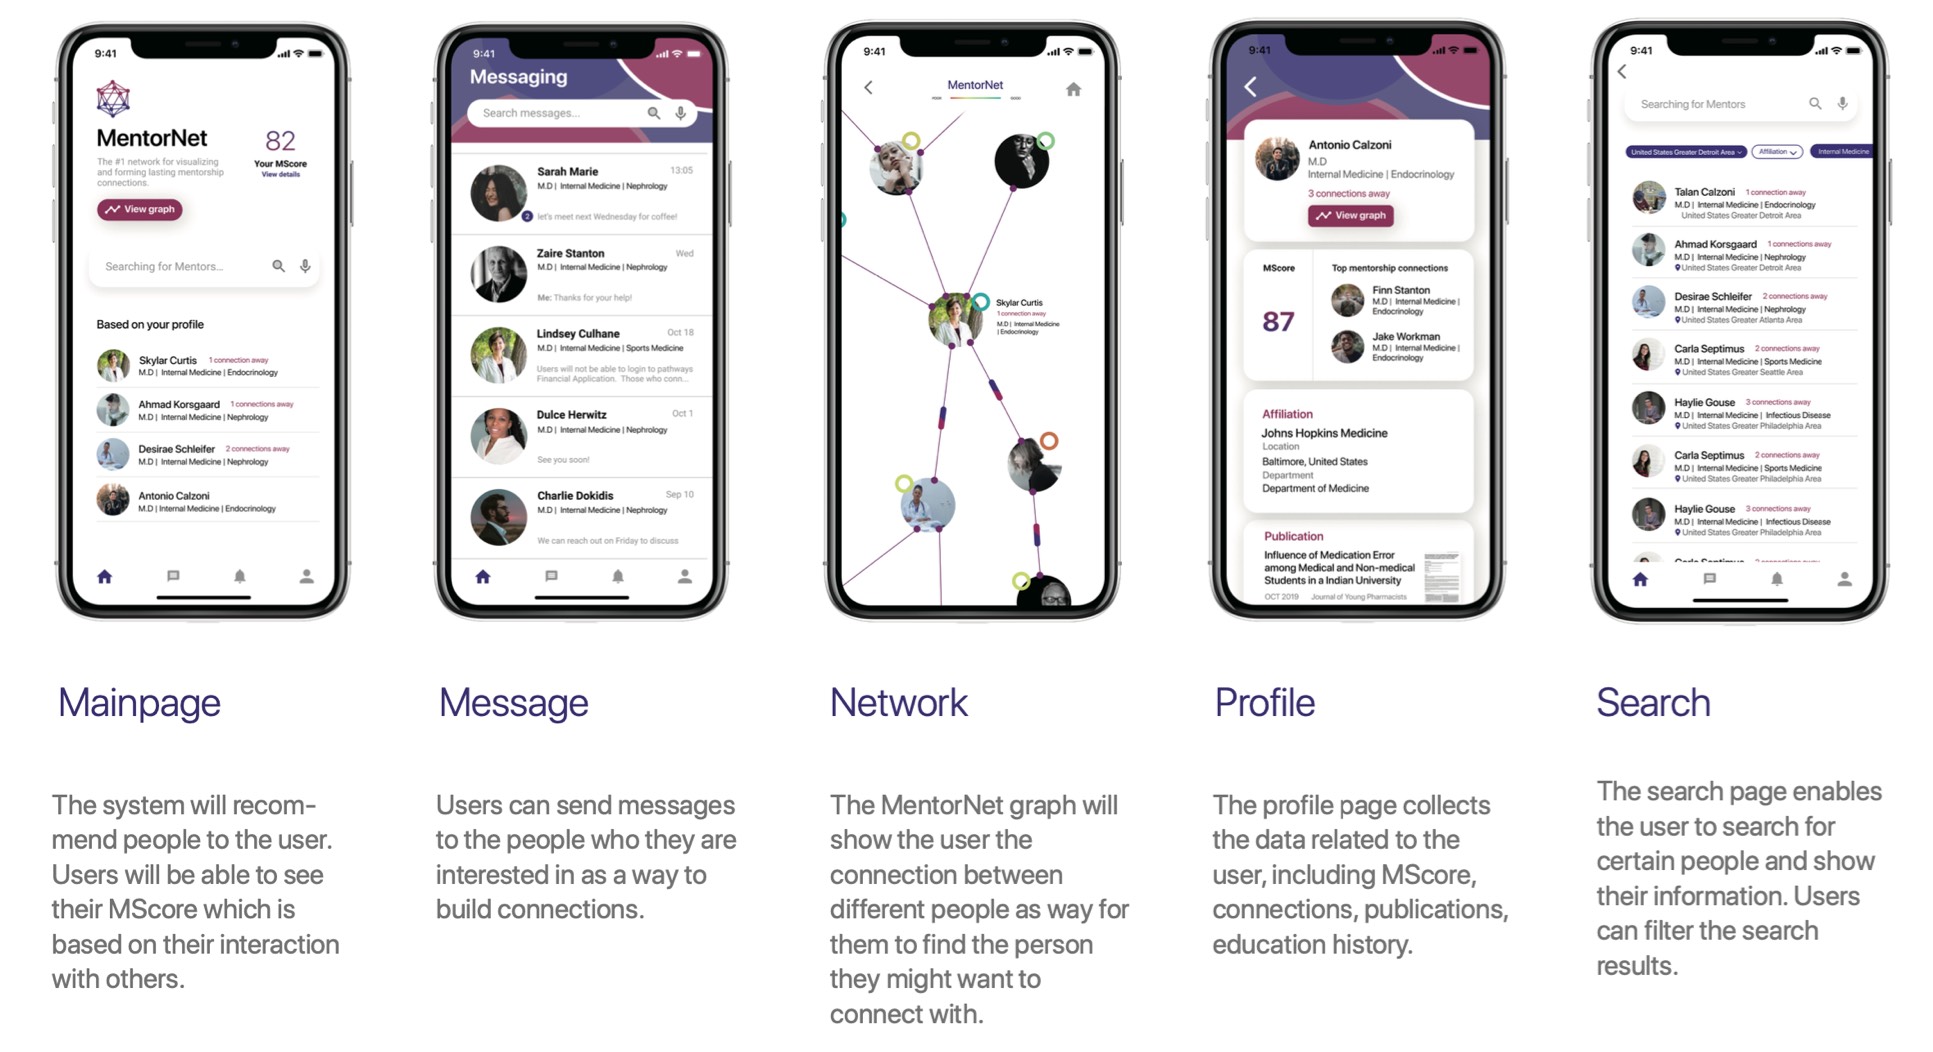 9:41
MentorNet
The #1 network for visualizing
and forming lasting mentorship
connections.
82
Your MScore
View details
View graph
Searching for Mentors...
Based on your profile
Skylar Curtis 1 connection away
M.D | Internal Medicine | Endocrinology
Ahmad Korsgaard 1 connections away
M.D | Internal Medicine | Nephrology
Desirae Schleifer 2 connections away
M.D | Internal Medicine | Nephrology
Antonio Calzoni
M.D | Internal Medicine | Endocrinology
9:41
Messaging
Search messages...
Sarah Marie 13:05
M.D | Internal Medicine | Nephrology
2 let's meet next Wednesday for coffee!
Zaire Stanton Wed
M.D | Internal Medicine | Nephrology
Me: Thanks for your help!
Lindsey Culhane Oct 18
M.D | Internal Medicine | Sports Medicine
Users will not be able to login to pathways
Financial Application. Those who conn...
Dulce Herwitz Oct 1
M.D | Internal Medicine | Nephrology
See you soon!
Charlie Dokidis Sep 10
M.D | Internal Medicine | Nephrology
We can reach out on Friday to discuss
9:41
MentorNet
Skylar Curtis
1 connection away
M.D | Internal Medicine
| Endocrinology
9:41
Antonio Calzoni
M.D
Internal Medicine | Endocrinology
3 connections away
View graph
MScore
87
Top mentorship connections
Finn Stanton
M.D | Internal Medicine |
Endocrinology
Jake Workman
M.D | Internal Medicine |
Endocrinology
Affiliation
Johns Hopkins Medicine
Location
Baltimore, United States
Department
Department of Medicine
Publication
Influence of Medication Error
among Medical and Non-medical
Students in a Indian University
OCT 2019 Journal of Young Pharmacists
9:41
Searching for Mentors
United States Greater Detroit Area Affiliation Internal Medicine
Talan Calzoni 1 connection away
M.D | Internal Medicine | Endocrinology
United States Greater Detroit Area
Ahmad Korsgaard 1 connections away
M.D | Internal Medicine | Nephrology
United States Greater Detroit Area
Desirae Schleifer 2 connections away
M.D | Internal Medicine | Nephrology
United States Greater Atlanta Area
Carla Septimus 2 connections away
M.D | Internal Medicine | Sports Medicine
United States Greater Seattle Area
Haylie Gouse 3 connections away
M.D | Internal Medicine | Infectious Disease
United States Greater Philadelphia Area
Carla Septimus 2 connections away
M.D | Internal Medicine | Sports Medicine
United States Greater Philadelphia Area
Haylie Gouse 3 connections away
M.D | Internal Medicine | Infectious Disease
United States Greater Philadelphia Area
Carla Septimus 2 connections away
Mainpage
The system will recom-
mend people to the user.
Users will be able to see
their MScore which is
based on their interaction
with others.
Message
Users can send messages
to the people who they are
interested in as a way to
build connections.
Network
The MentorNet graph will
show the user the
connection between
different people as way for
them to find the person
they might want to
connect with.
Profile
The profile page collects
the data related to the
user, including MScore,
connections, publications,
education history.
Search
The search page enables
the user to search for
certain people and show
their information. Users
can filter the search
results.